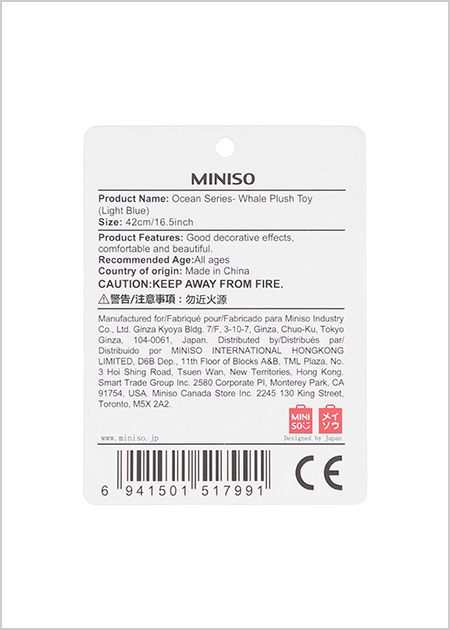 MINISO
Product Name: Ocean Series- Whale Plush Toy
(Light Blue)
Size: 42cm/16.5inch
Product Features: Good decorative effects,
comfortable and beautiful.
Recommended Age:All ages
Country of origin: Made in China
CAUTION:KEEP AWAY FROM FIRE.
⚠警告/注意事項：勿近火源
Manufactured for/Fabriqué pour/Fabricado para Miniso Industry
Co., Ltd. Ginza Kyoya Bldg. 7/F, 3-10-7, Ginza, Chuo-Ku, Tokyo
Ginza, 104-0061, Japan. Distributed by/Distribués par/
Distribuido por MINISO INTERNATIONAL HONGKONG
LIMITED, D6B Dep., 11th Floor of Blocks A&B, TML Plaza, No.
3 Hoi Shing Road, Tsuen Wan, New Territories, Hong Kong.
Smart Trade Group Inc. 2580 Corporate Pl, Monterey Park, CA
91754, USA. Miniso Canada Store Inc. 2245 130 King Street,
Toronto, M5X 2A2.
MINI
SO
メイ
ソウ
www.miniso.jp
Designed by Japan
6 941501 517991
CE